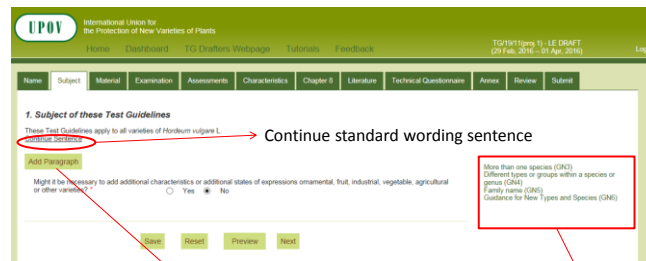 UPOV
International Union for
the Protection of New Varieties of Plants
Home Dashboard TG Drafters Webpage Tutorials Feedback
TG/19/11(proj.1) - LE DRAFT
(29 Feb, 2016 – 01 Apr, 2016)
Log
Name Subject Material Examination Assessments Characteristics Chapter 8 Literature Technical Questionnaire Annex Review Submit
1. Subject of these Test Guidelines
These Test Guidelines apply to all varieties of Hordeum vulgare L.
Continue Sentence
Continue standard wording sentence
Add Paragraph
Might it be necessary to add additional characteristics or additional states of expressions ornamental, fruit, industrial, vegetable, agricultural
or other varieties? *
Yes No
More than one species (GN3)
Different types or groups within a species or
genus (GN4)
Family name (GN5)
Guidance for New Types and Species (GN6)
Save Reset Preview Next